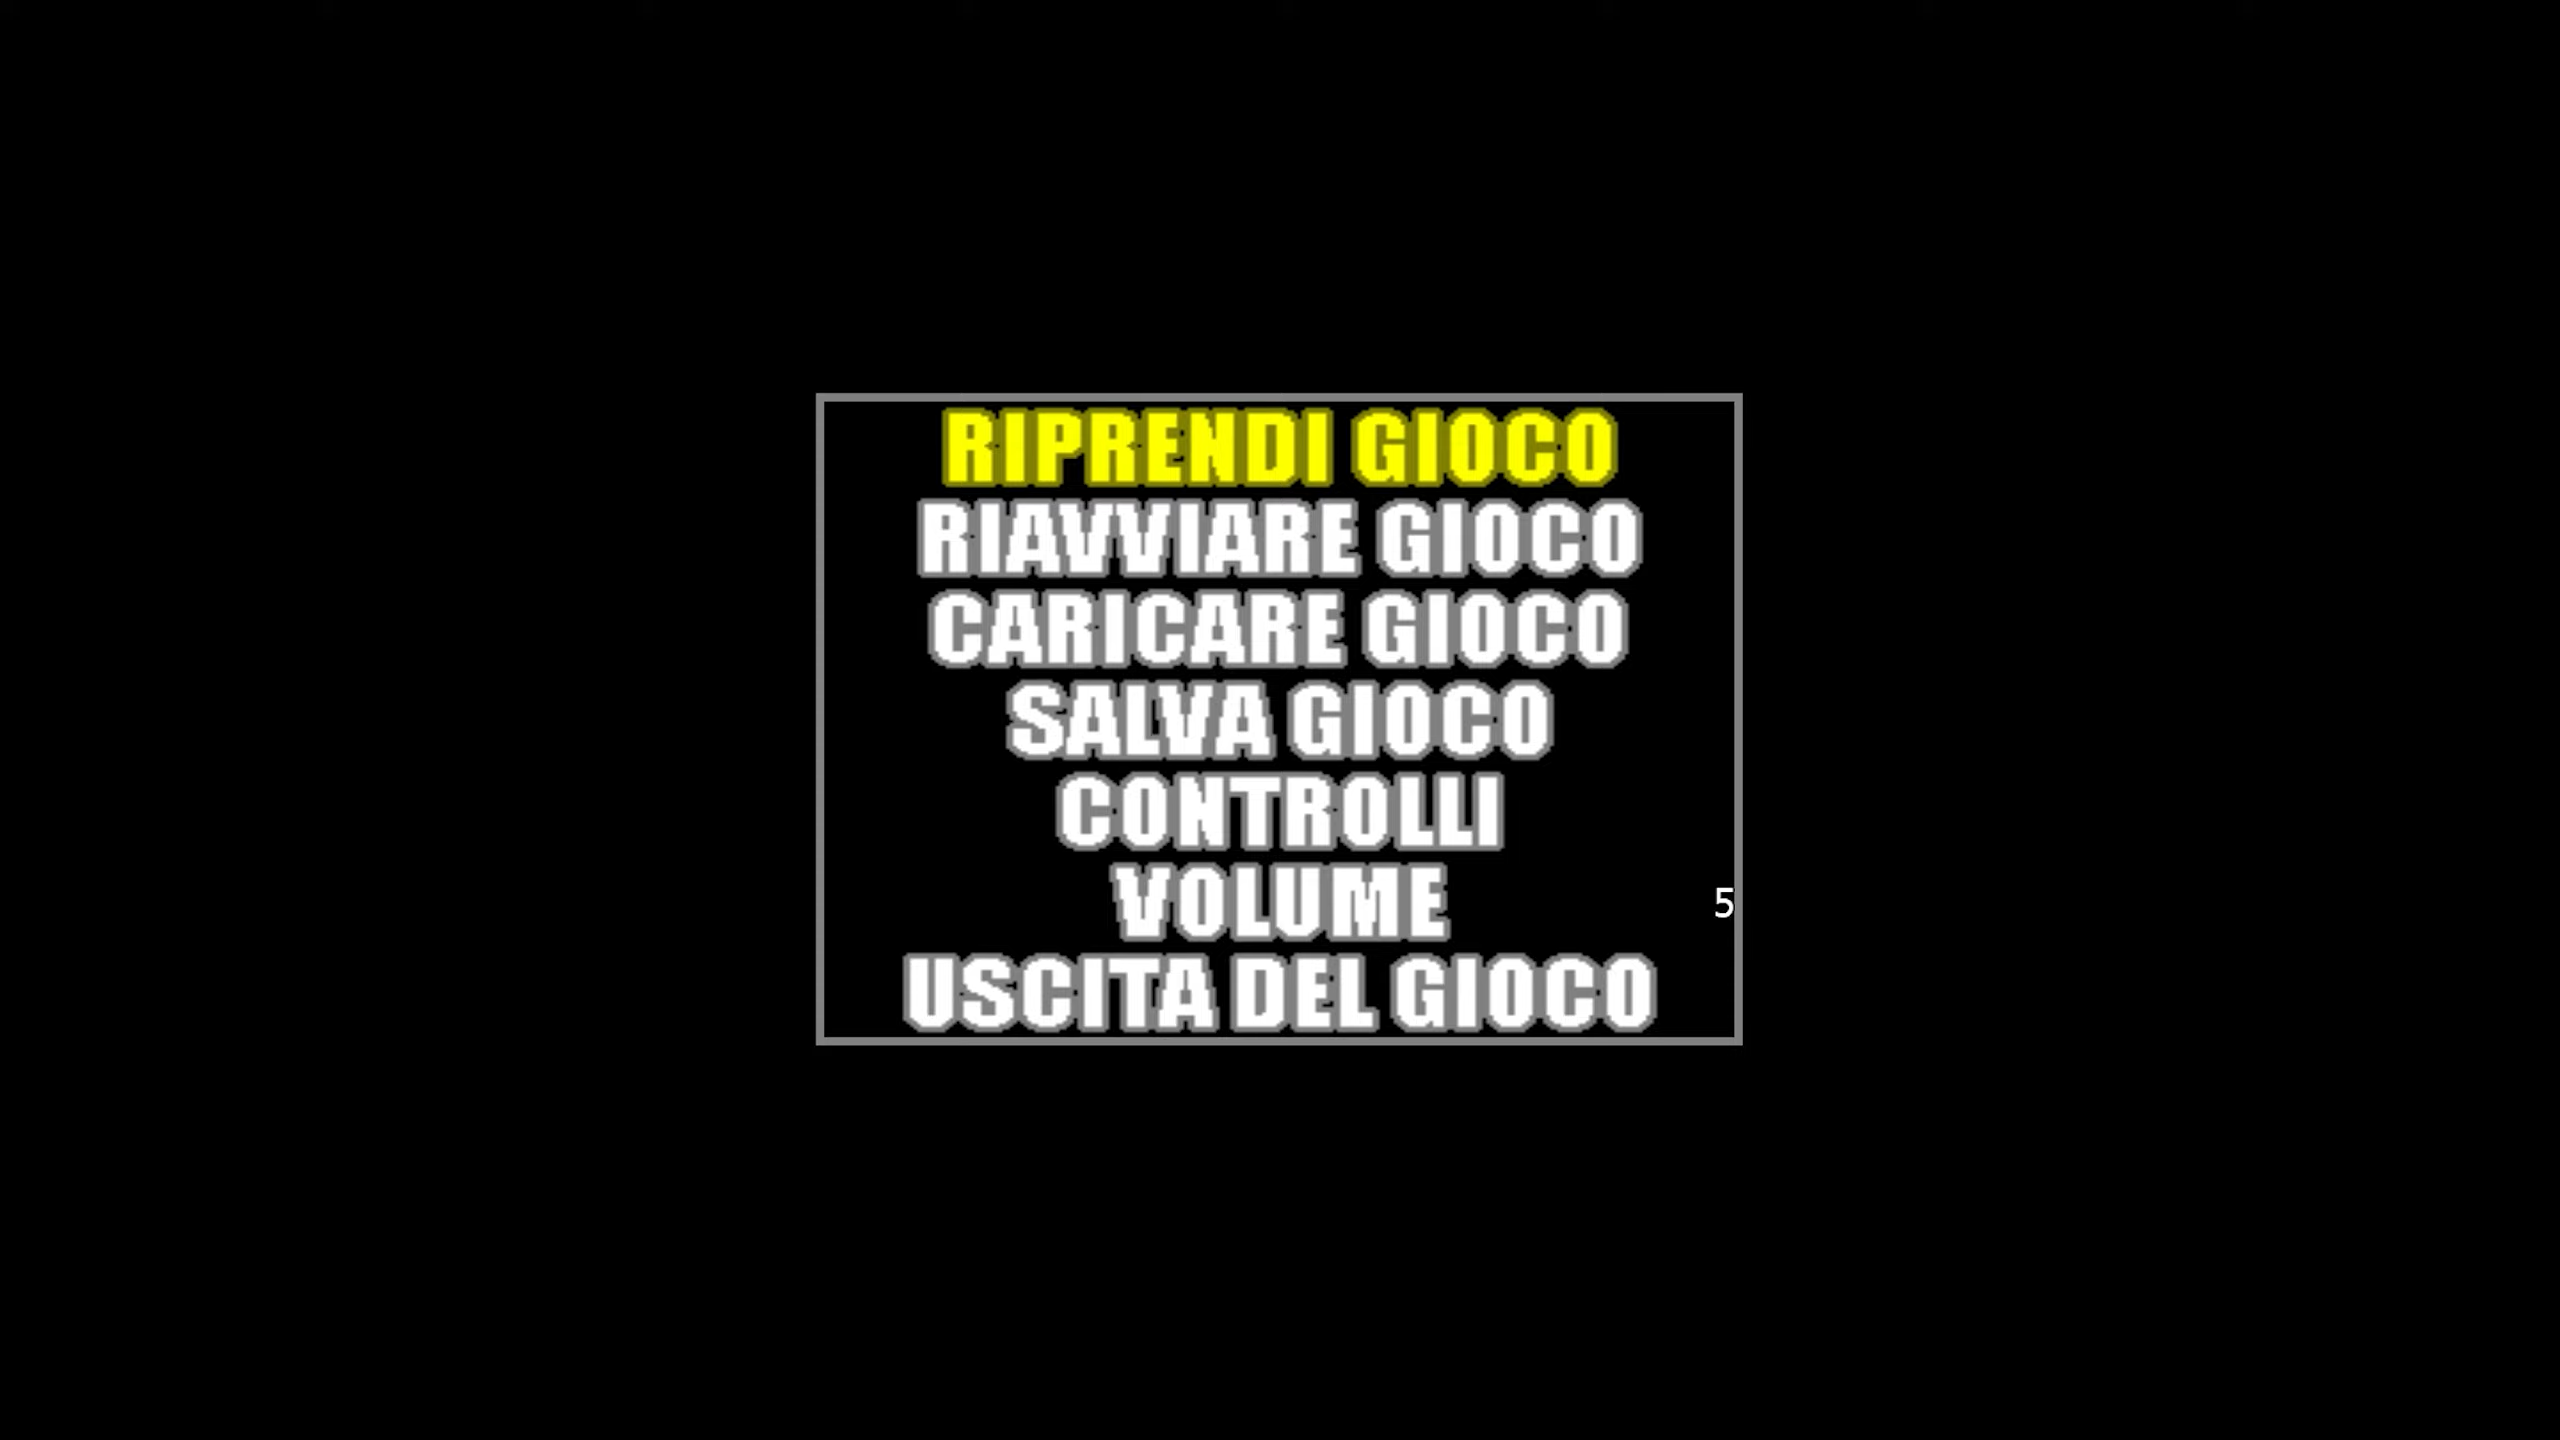 RIPRENDI GIOCO
RIAVVIARE GIOCO
CARICARE GIOCO
SALVA GIOCO
CONTROLLI
VOLUME 5
USCITA DEL GIOCO